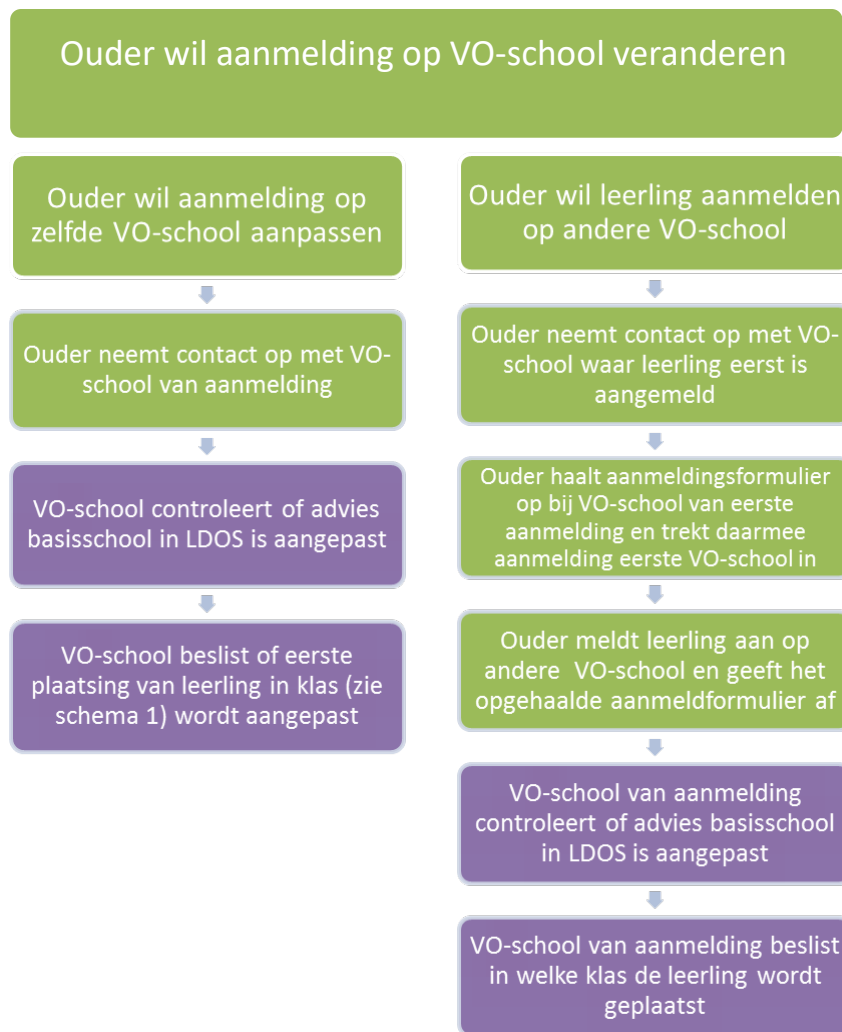 Ouder wil aanmelding op VO-school veranderen
Ouder wil aanmelding op
zelfde VO-school aanpassen
Ouder neemt contact op met VO-
school van aanmelding
VO-school controleert of advies
basisschool in LDOS is aangepast
VO-school beslist of eerste
plaatsing van leerling in klas (zie
schema 1) wordt aangepast
Ouder wil leerling aanmelden
op andere VO-school
Ouder neemt contact op met VO-
school waar leerling eerst is
aangemeld
Ouder haalt aanmeldingsformulier
op bij VO-school van eerste
aanmelding en trekt daarmee
aanmelding eerste VO-school in
Ouder meldt leerling aan op
andere VO-school en geeft het
opgehaalde aanmeldformulier af
VO-school van aanmelding
controleert of advies basisschool
in LDOS is aangepast
VO-school van aanmelding beslist
in welke klas de leerling wordt
geplaatst